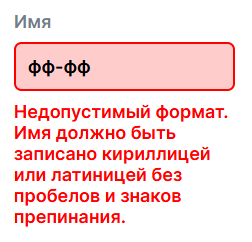 Имя
фф-фф
Недопустимый формат.
Имя должно быть
записано кириллицей
или латиницей без
пробелов и знаков
препинания.